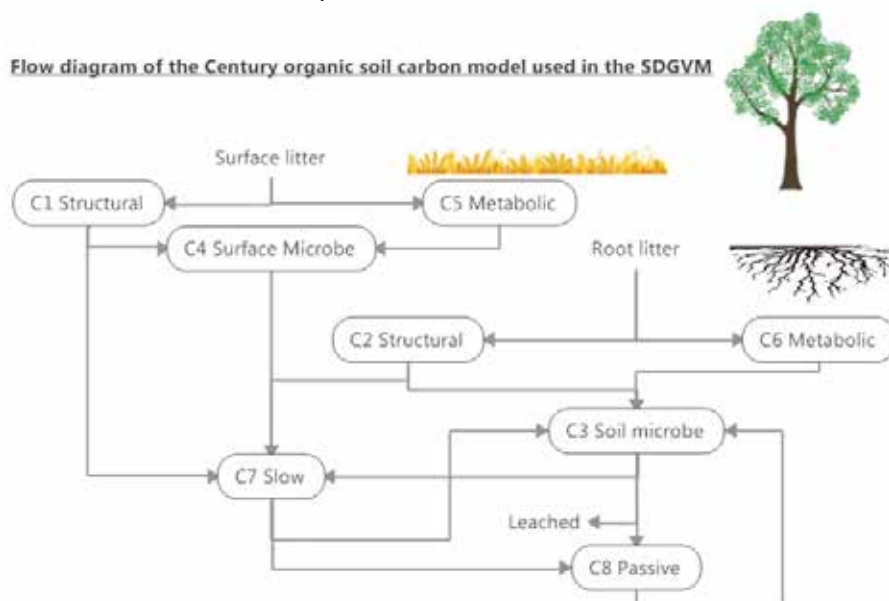 Flow diagram of the Century organic soil carbon model used in the SDGVM
Surface litter
C1 Structural
C5 Metabolic
C4 Surface Microbe
Root litter
C2 Structural
C6 Metabolic
C3 Soil microbe
C7 Slow
Leached
C8 Passive